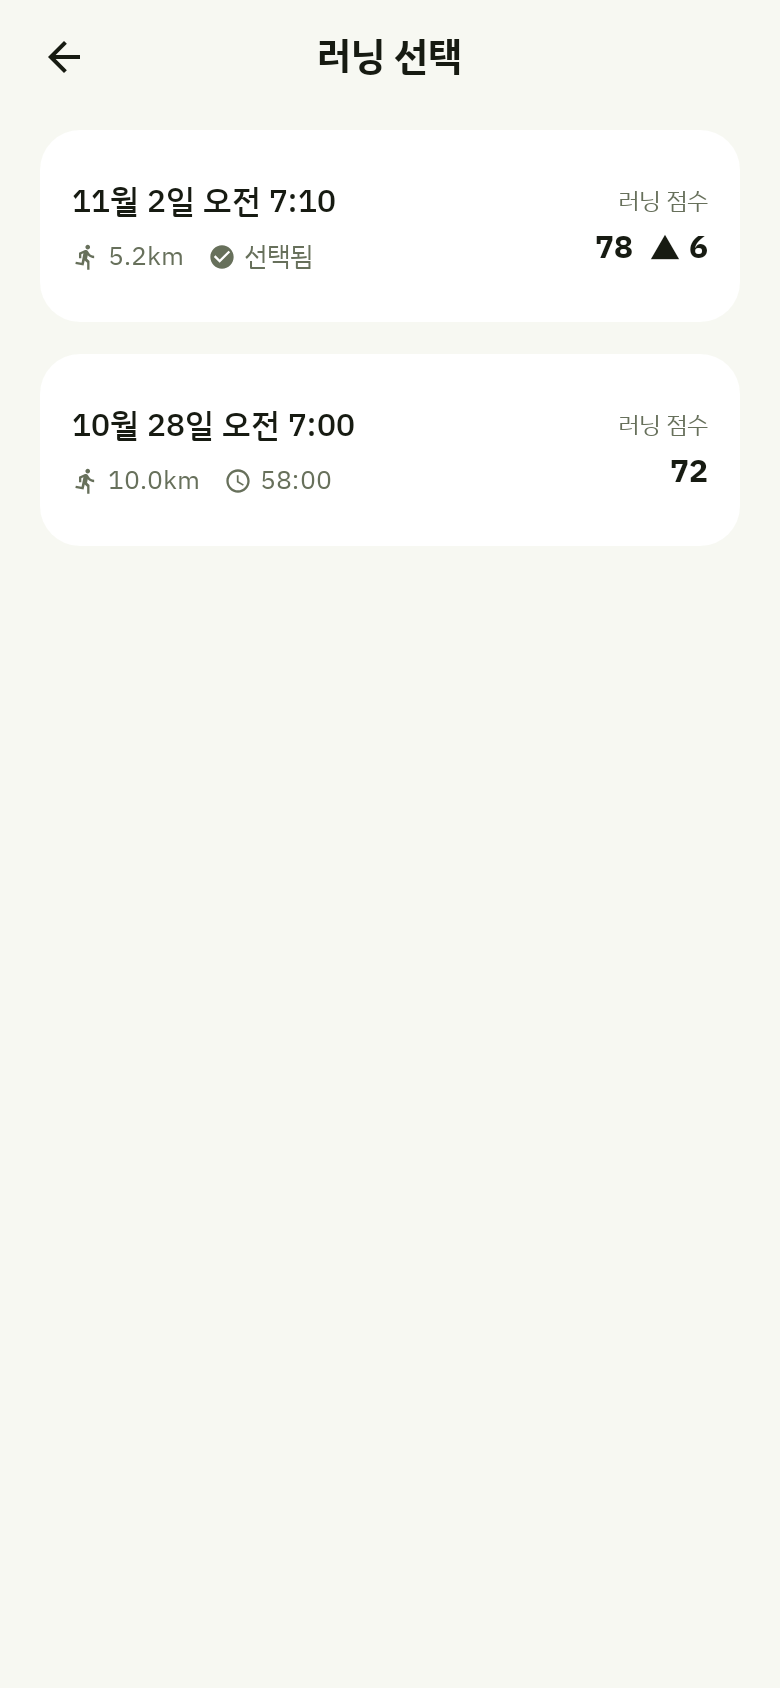 러닝 선택
11월 2일 오전 7:10
러닝 점수
5.2km 선택됨
78 ▲ 6
10월 28일 오전 7:00
러닝 점수
10.0km 58:00
72